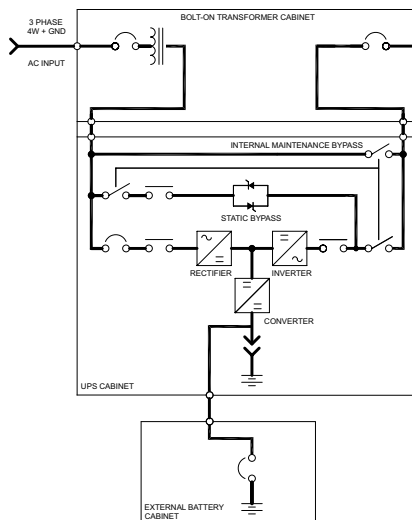 3 PHASE
4W + GND
AC INPUT
BOLT-ON TRANSFORMER CABINET
INTERNAL MAINTENANCE BYPASS
STATIC BYPASS
RECTIFIER
INVERTER
CONVERTER
UPS CABINET
EXTERNAL BATTERY
CABINET